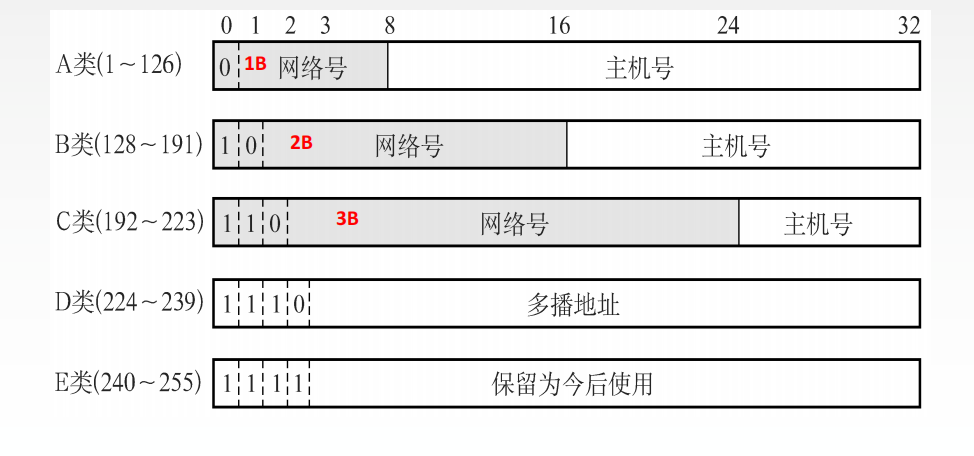 0 1 2 3 8 16 24 32
A类(1～126) 0 1B 网络号 主机号
B类(128～191) 1 0 2B 网络号 主机号
C类(192～223) 1 1 0 3B 网络号 主机号
D类(224～239) 1 1 1 0 多播地址
E类(240～255) 1 1 1 1 保留为今后使用